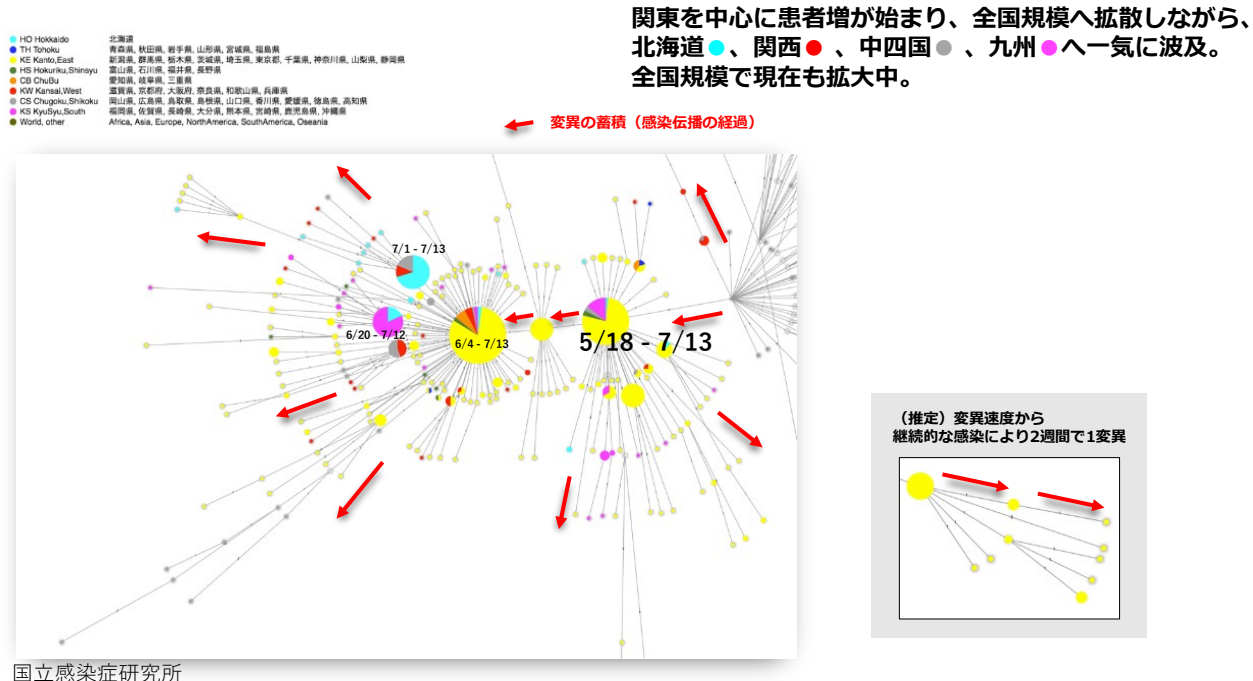 関東を中心に患者増が始まり、全国規模へ拡散しながら、
北海道●、関西●、中四国●、九州●へ一気に波及。
全国規模で現在も拡大中。
HO Hokkaido 北海道
TH Tohoku 青森県, 秋田県, 岩手県, 山形県, 宮城県, 福島県
KE Kanto,East 新潟県, 群馬県, 栃木県, 茨城県, 埼玉県, 東京都, 千葉県, 神奈川県, 山梨県, 静岡県
HS Hokuriku,Shinsyu 富山県, 石川県, 福井県, 長野県
CB ChuBu 愛知県, 岐阜県, 三重県
KW Kansai,West 滋賀県, 京都府, 大阪府, 奈良県, 和歌山県, 兵庫県
CS Chugoku,Shikoku 岡山県, 広島県, 鳥取県, 島根県, 山口県, 香川県, 愛媛県, 徳島県, 高知県
KS KyuSyu,South 福岡県, 佐賀県, 長崎県, 大分県, 熊本県, 宮崎県, 鹿児島県, 沖縄県
World, other Africa, Asia, Europe, NorthAmerica, SouthAmerica, Oseania
変異の蓄積（感染伝播の経過）
7/1 - 7/13
6/20 - 7/12
6/4 - 7/13
5/18 - 7/13
（推定）変異速度から
継続的な感染により2週間で1変異
国立感染症研究所